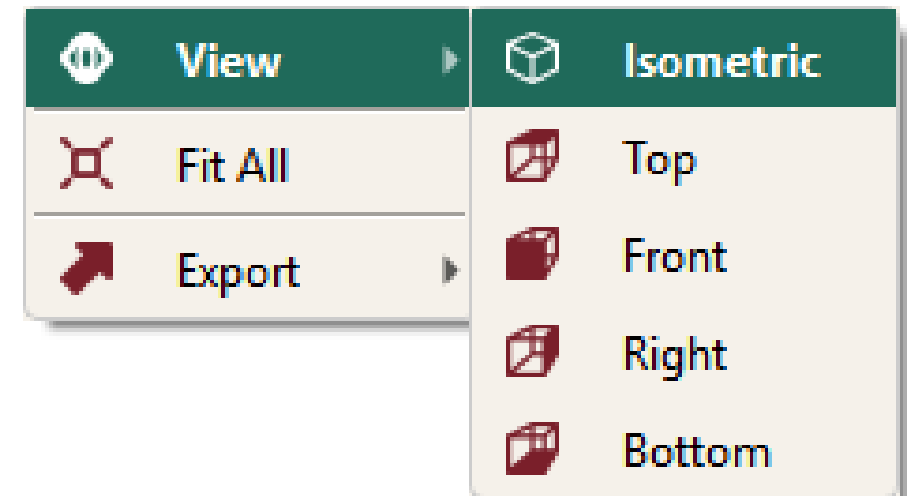 View
Fit All
Export
Isometric
Top
Front
Right
Bottom